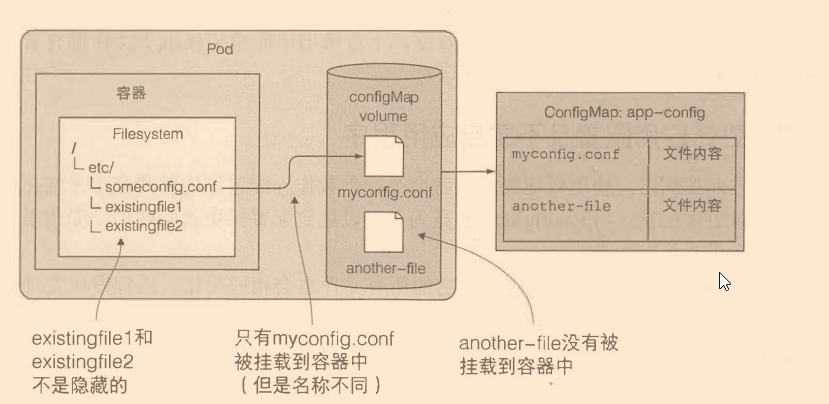 Pod
容器
Filesystem
/
etc/
someconfig.conf
existingfile1
existingfile2
configMap
volume
myconfig.conf
another-file
ConfigMap: app-config
myconfig.conf 文件内容
another-file 文件内容
existingfile1和
existingfile2
不是隐藏的
只有myconfig.conf
被挂载到容器中
（但是名称不同）
another-file没有被
挂载到容器中